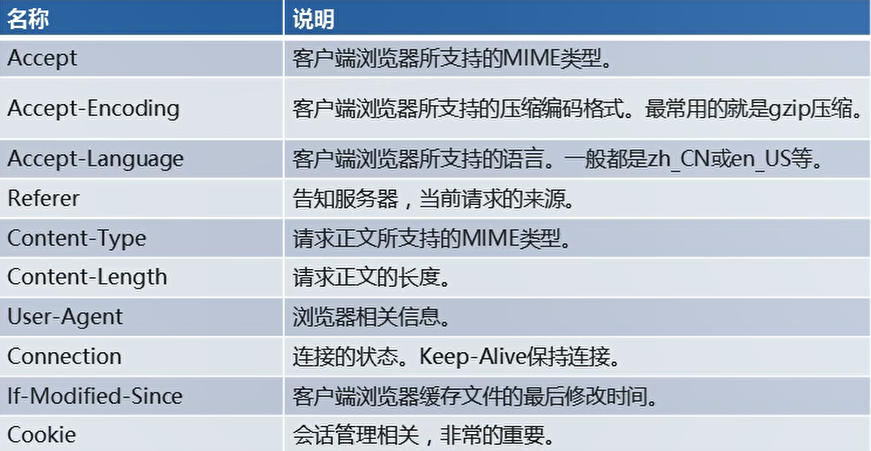 名称 说明
Accept 客户端浏览器所支持的MIME类型。
Accept-Encoding 客户端浏览器所支持的压缩编码格式。最常用的就是gzip压缩。
Accept-Language 客户端浏览器所支持的语言。一般都是zh_CN或en_US等。
Referer 告知服务器，当前请求的来源。
Content-Type 请求正文所支持的MIME类型。
Content-Length 请求正文的长度。
User-Agent 浏览器相关信息。
Connection 连接的状态。Keep-Alive保持连接。
If-Modified-Since 客户端浏览器缓存文件的最后修改时间。
Cookie 会话管理相关，非常的重要。